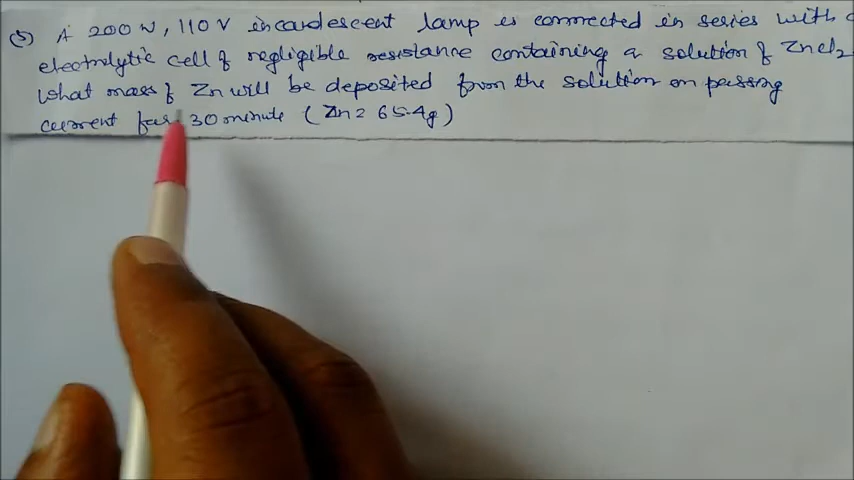 (5) A 200 W, 110 V incandescent lamp is connected in series with
electrolytic cell of negligible resistance containing a solution of ZnCl2
What mass of Zn will be deposited from the solution on passing
current for 30 minute (Zn = 65.4g)